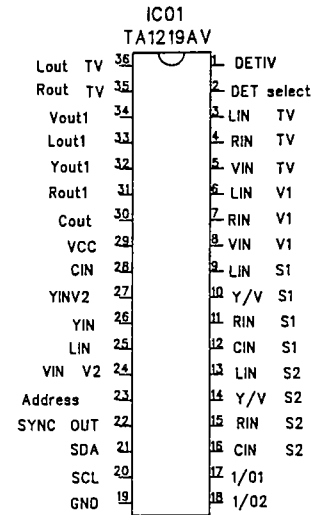 IC01
TA1219AV
Lout TV 36 1 DETIV
Rout TV 35 2 DET select
Vout1 34 3 LIN TV
Lout1 33 4 RIN TV
Yout1 32 5 VIN TV
Rout1 31 6 LIN V1
Cout 30 7 RIN V1
VCC 29 8 VIN V1
CIN 28 9 LIN S1
YINV2 27 10 Y/V S1
YIN 26 11 RIN S1
LIN 25 12 CIN S1
VIN V2 24 13 LIN S2
Address 23 14 Y/V S2
SYNC OUT 22 15 RIN S2
SDA 21 16 CIN S2
SCL 20 17 1/01
GND 19 18 1/02